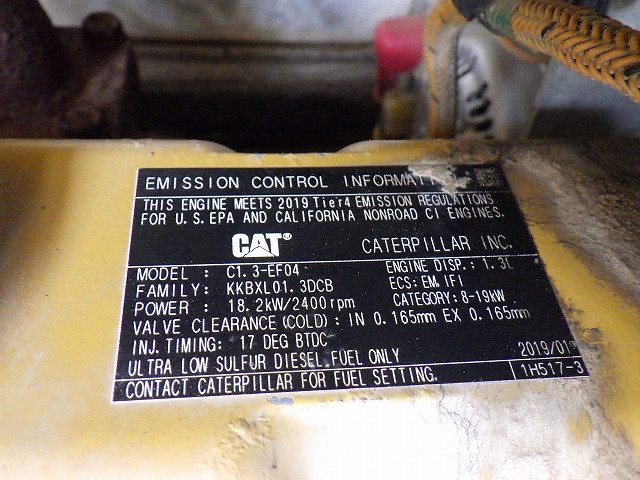 EMISSION CONTROL INFORMAT
THIS ENGINE MEETS 2019 Tier4 EMISSION REGULATIONS
FOR U.S. EPA AND CALIFORNIA NONROAD CI ENGINES.
CAT® CATERPILLAR INC.
MODEL : C1.3-EF04 ENGINE DISP.: 1.3L
FAMILY: KKBXL01.3DCB ECS: EM, IFI
POWER : 18.2kW/2400rpm CATEGORY: 8-19kW
VALVE CLEARANCE (COLD) : IN 0.165mm EX 0.165mm
INJ. TIMING: 17 DEG BTDC
ULTRA LOW SULFUR DIESEL FUEL ONLY 2019/01
CONTACT CATERPILLAR FOR FUEL SETTING. 1H517-3